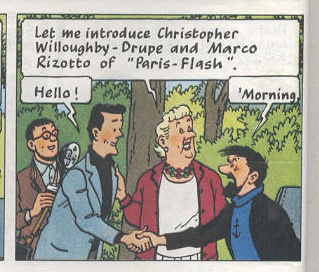 Let me introduce Christopher
Willoughby-Drupe and Marco
Rizotto of "Paris-Flash".
Hello!
'Morning.